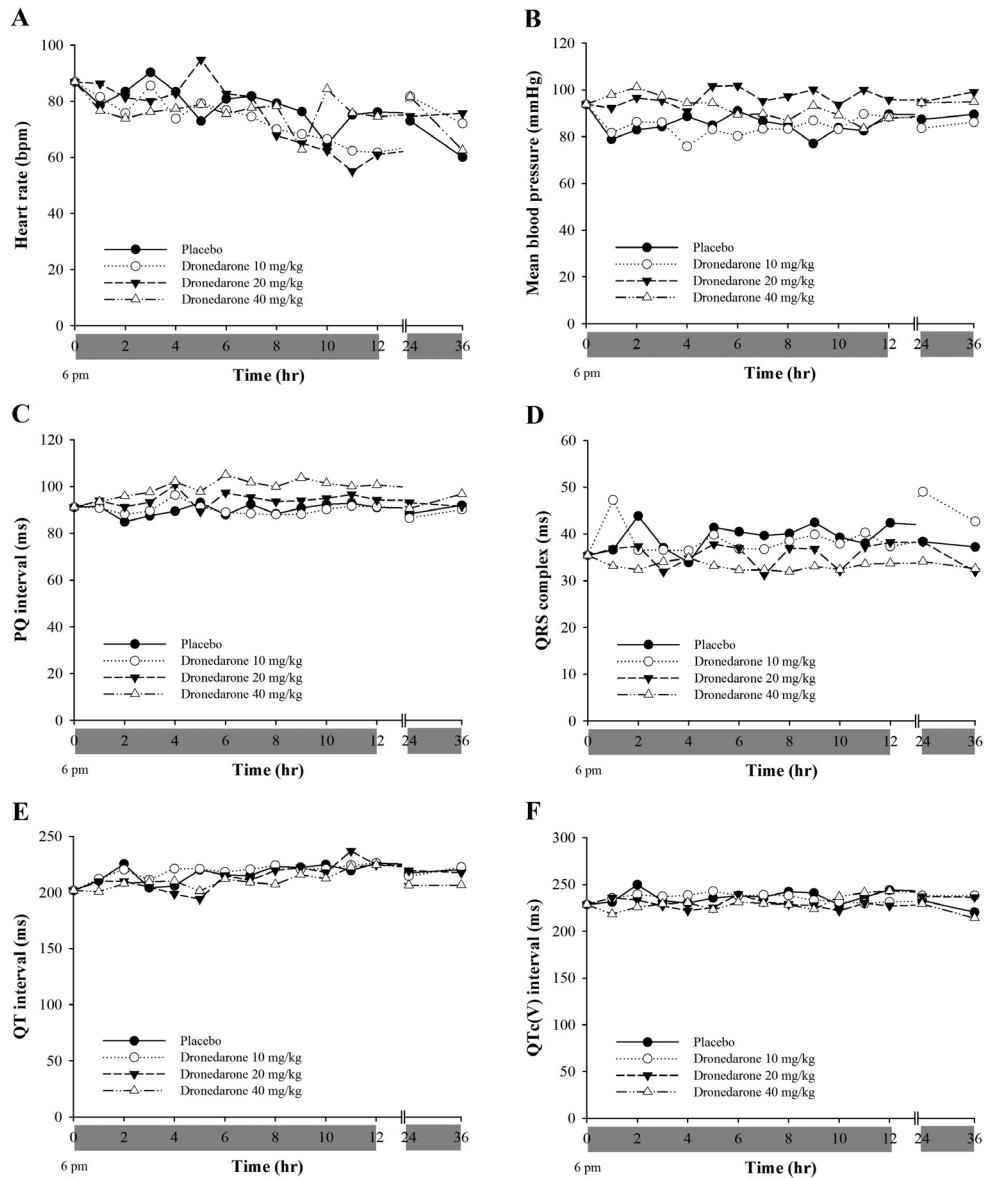 A
100
80
60
40
20
0
Heart rate (bpm)
Placebo
Dronedarone 10 mg/kg
Dronedarone 20 mg/kg
Dronedarone 40 mg/kg
0 2 4 6 8 10 12 24 36
6 pm
Time (hr)
B
120
100
80
60
40
20
0
Mean blood pressure (mmHg)
Placebo
Dronedarone 10 mg/kg
Dronedarone 20 mg/kg
Dronedarone 40 mg/kg
0 2 4 6 8 10 12 24 36
6 pm
Time (hr)
C
120
100
80
60
40
20
0
PQ interval (ms)
Placebo
Dronedarone 10 mg/kg
Dronedarone 20 mg/kg
Dronedarone 40 mg/kg
0 2 4 6 8 10 12 24 36
6 pm
Time (hr)
D
60
50
40
30
20
10
0
QRS complex (ms)
Placebo
Dronedarone 10 mg/kg
Dronedarone 20 mg/kg
Dronedarone 40 mg/kg
0 2 4 6 8 10 12 24 36
6 pm
Time (hr)
E
250
200
150
100
50
0
QT interval (ms)
Placebo
Dronedarone 10 mg/kg
Dronedarone 20 mg/kg
Dronedarone 40 mg/kg
0 2 4 6 8 10 12 24 36
6 pm
Time (hr)
F
300
250
200
150
100
50
0
QTc(V) interval (ms)
Placebo
Dronedarone 10 mg/kg
Dronedarone 20 mg/kg
Dronedarone 40 mg/kg
0 2 4 6 8 10 12 24 36
6 pm
Time (hr)